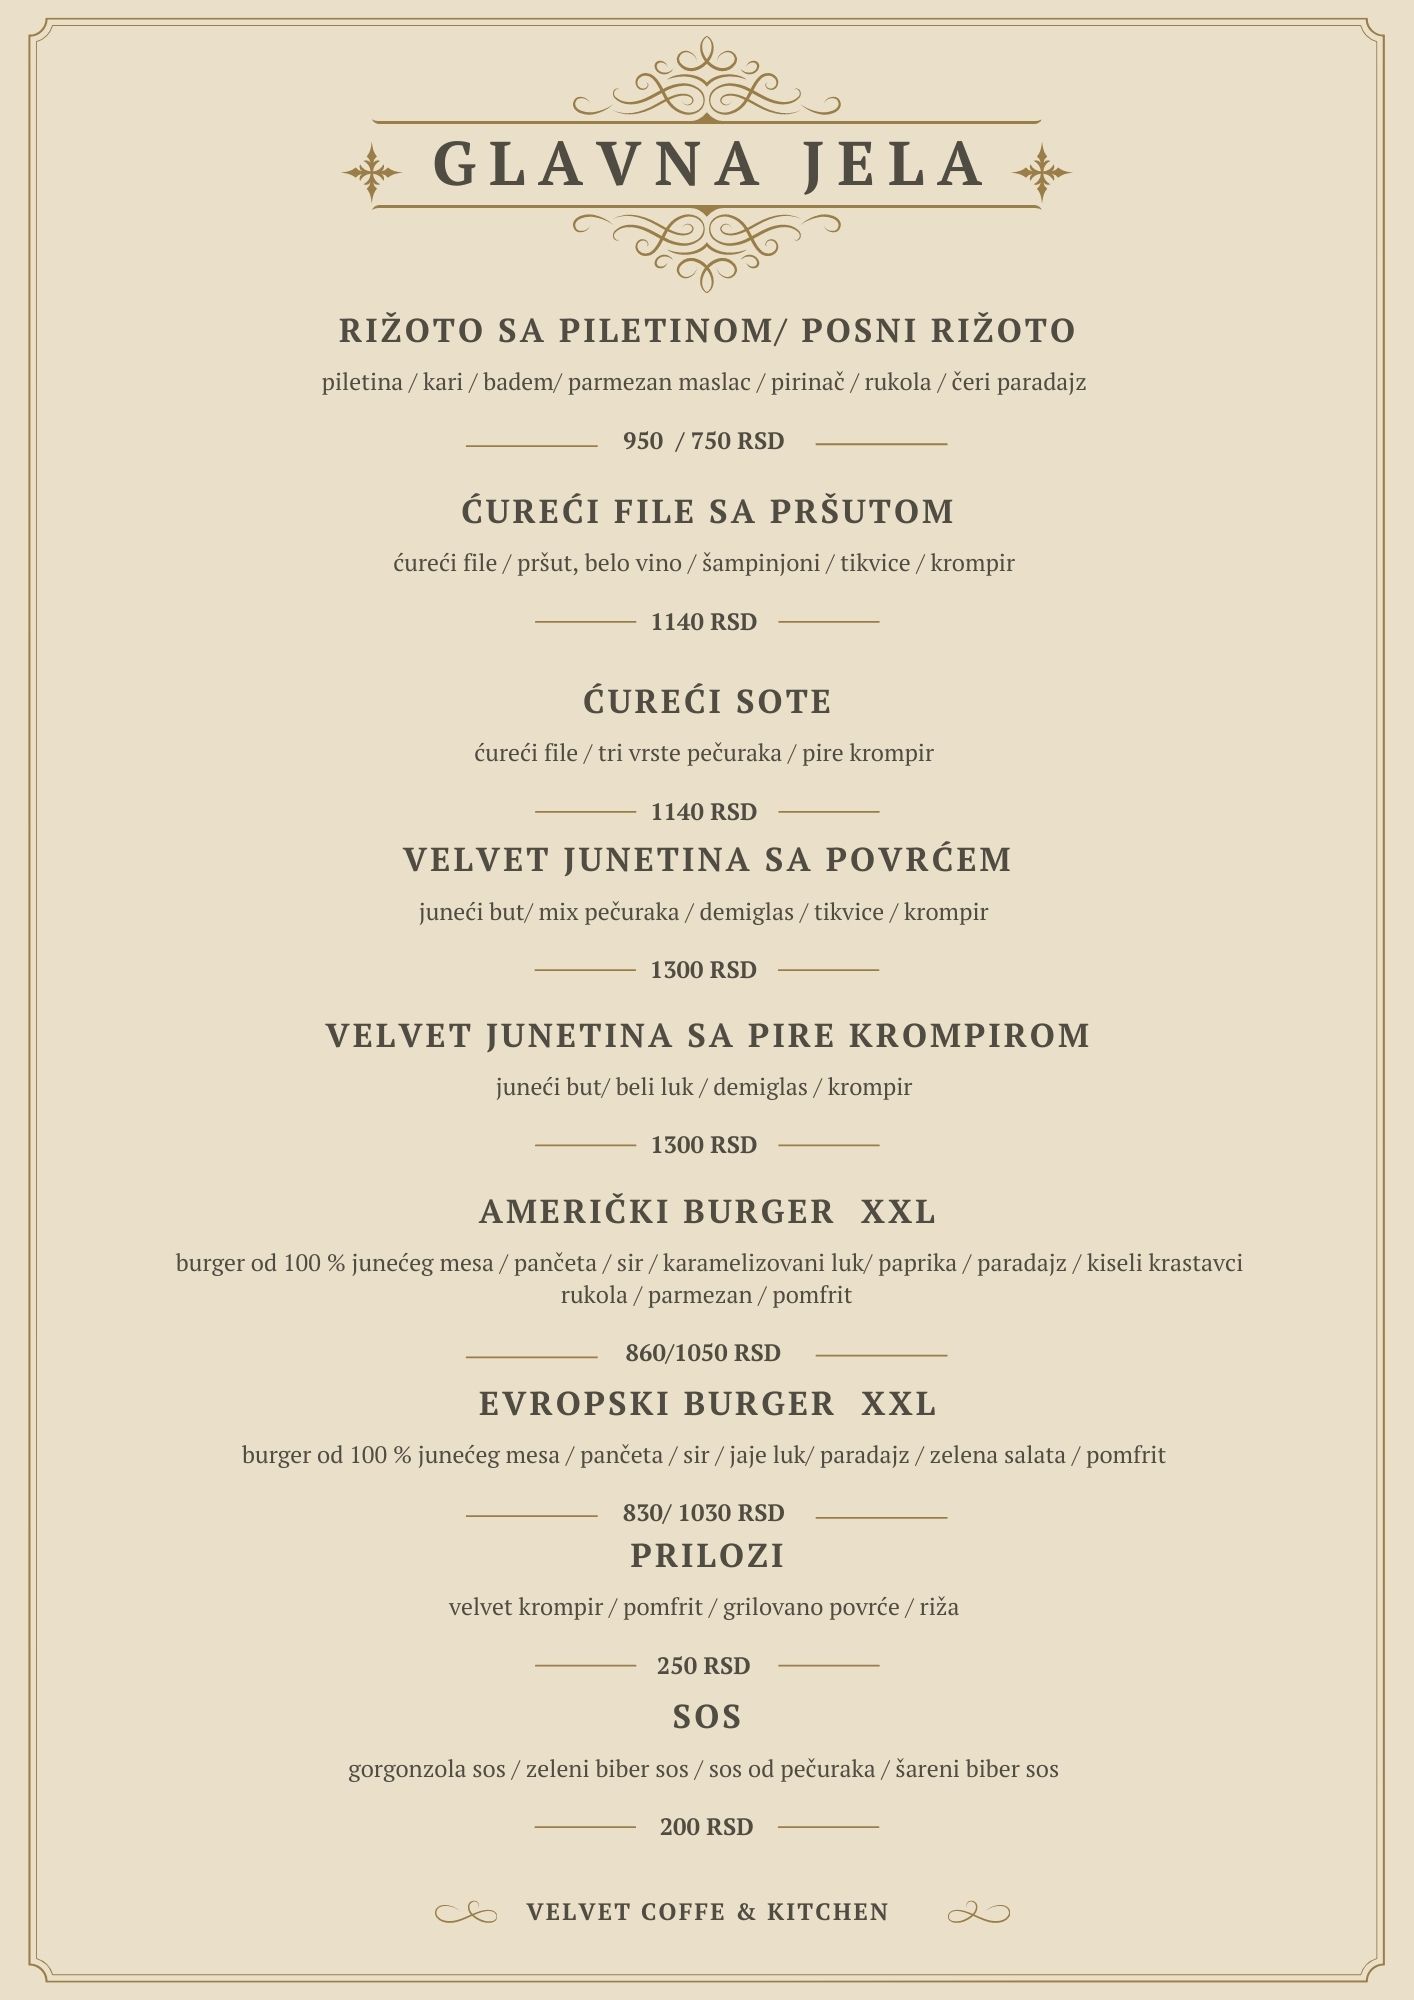 GLAVNA JELA
RIŽOTO SA PILETINOM/ POSNI RIŽOTO
piletina / kari / badem/ parmezan maslac / pirinač / rukola / čeri paradajz
950 / 750 RSD
ĆUREĆI FILE SA PRŠUTOM
ćureći file / pršut, belo vino / šampinjoni / tikvice / krompir
1140 RSD
ĆUREĆI SOTE
ćureći file / tri vrste pečuraka / pire krompir
1140 RSD
VELVET JUNETINA SA POVRĆEM
juneći but/ mix pečuraka / demiglas / tikvice / krompir
1300 RSD
VELVET JUNETINA SA PIRE KROMPIROM
juneći but/ beli luk / demiglas / krompir
1300 RSD
AMERIČKI BURGER XXL
burger od 100 % junećeg mesa / pančeta / sir / karamelizovani luk/ paprika / paradajz / kiseli krastavci
rukola / parmezan / pomfrit
860/1050 RSD
EVROPSKI BURGER XXL
burger od 100 % junećeg mesa / pančeta / sir / jaje luk/ paradajz / zelena salata / pomfrit
830/ 1030 RSD
PRILOZI
velvet krompir / pomfrit / grilovano povrće / riža
250 RSD
SOS
gorgonzola sos / zeleni biber sos / sos od pečuraka / šareni biber sos
200 RSD
VELVET COFFE & KITCHEN